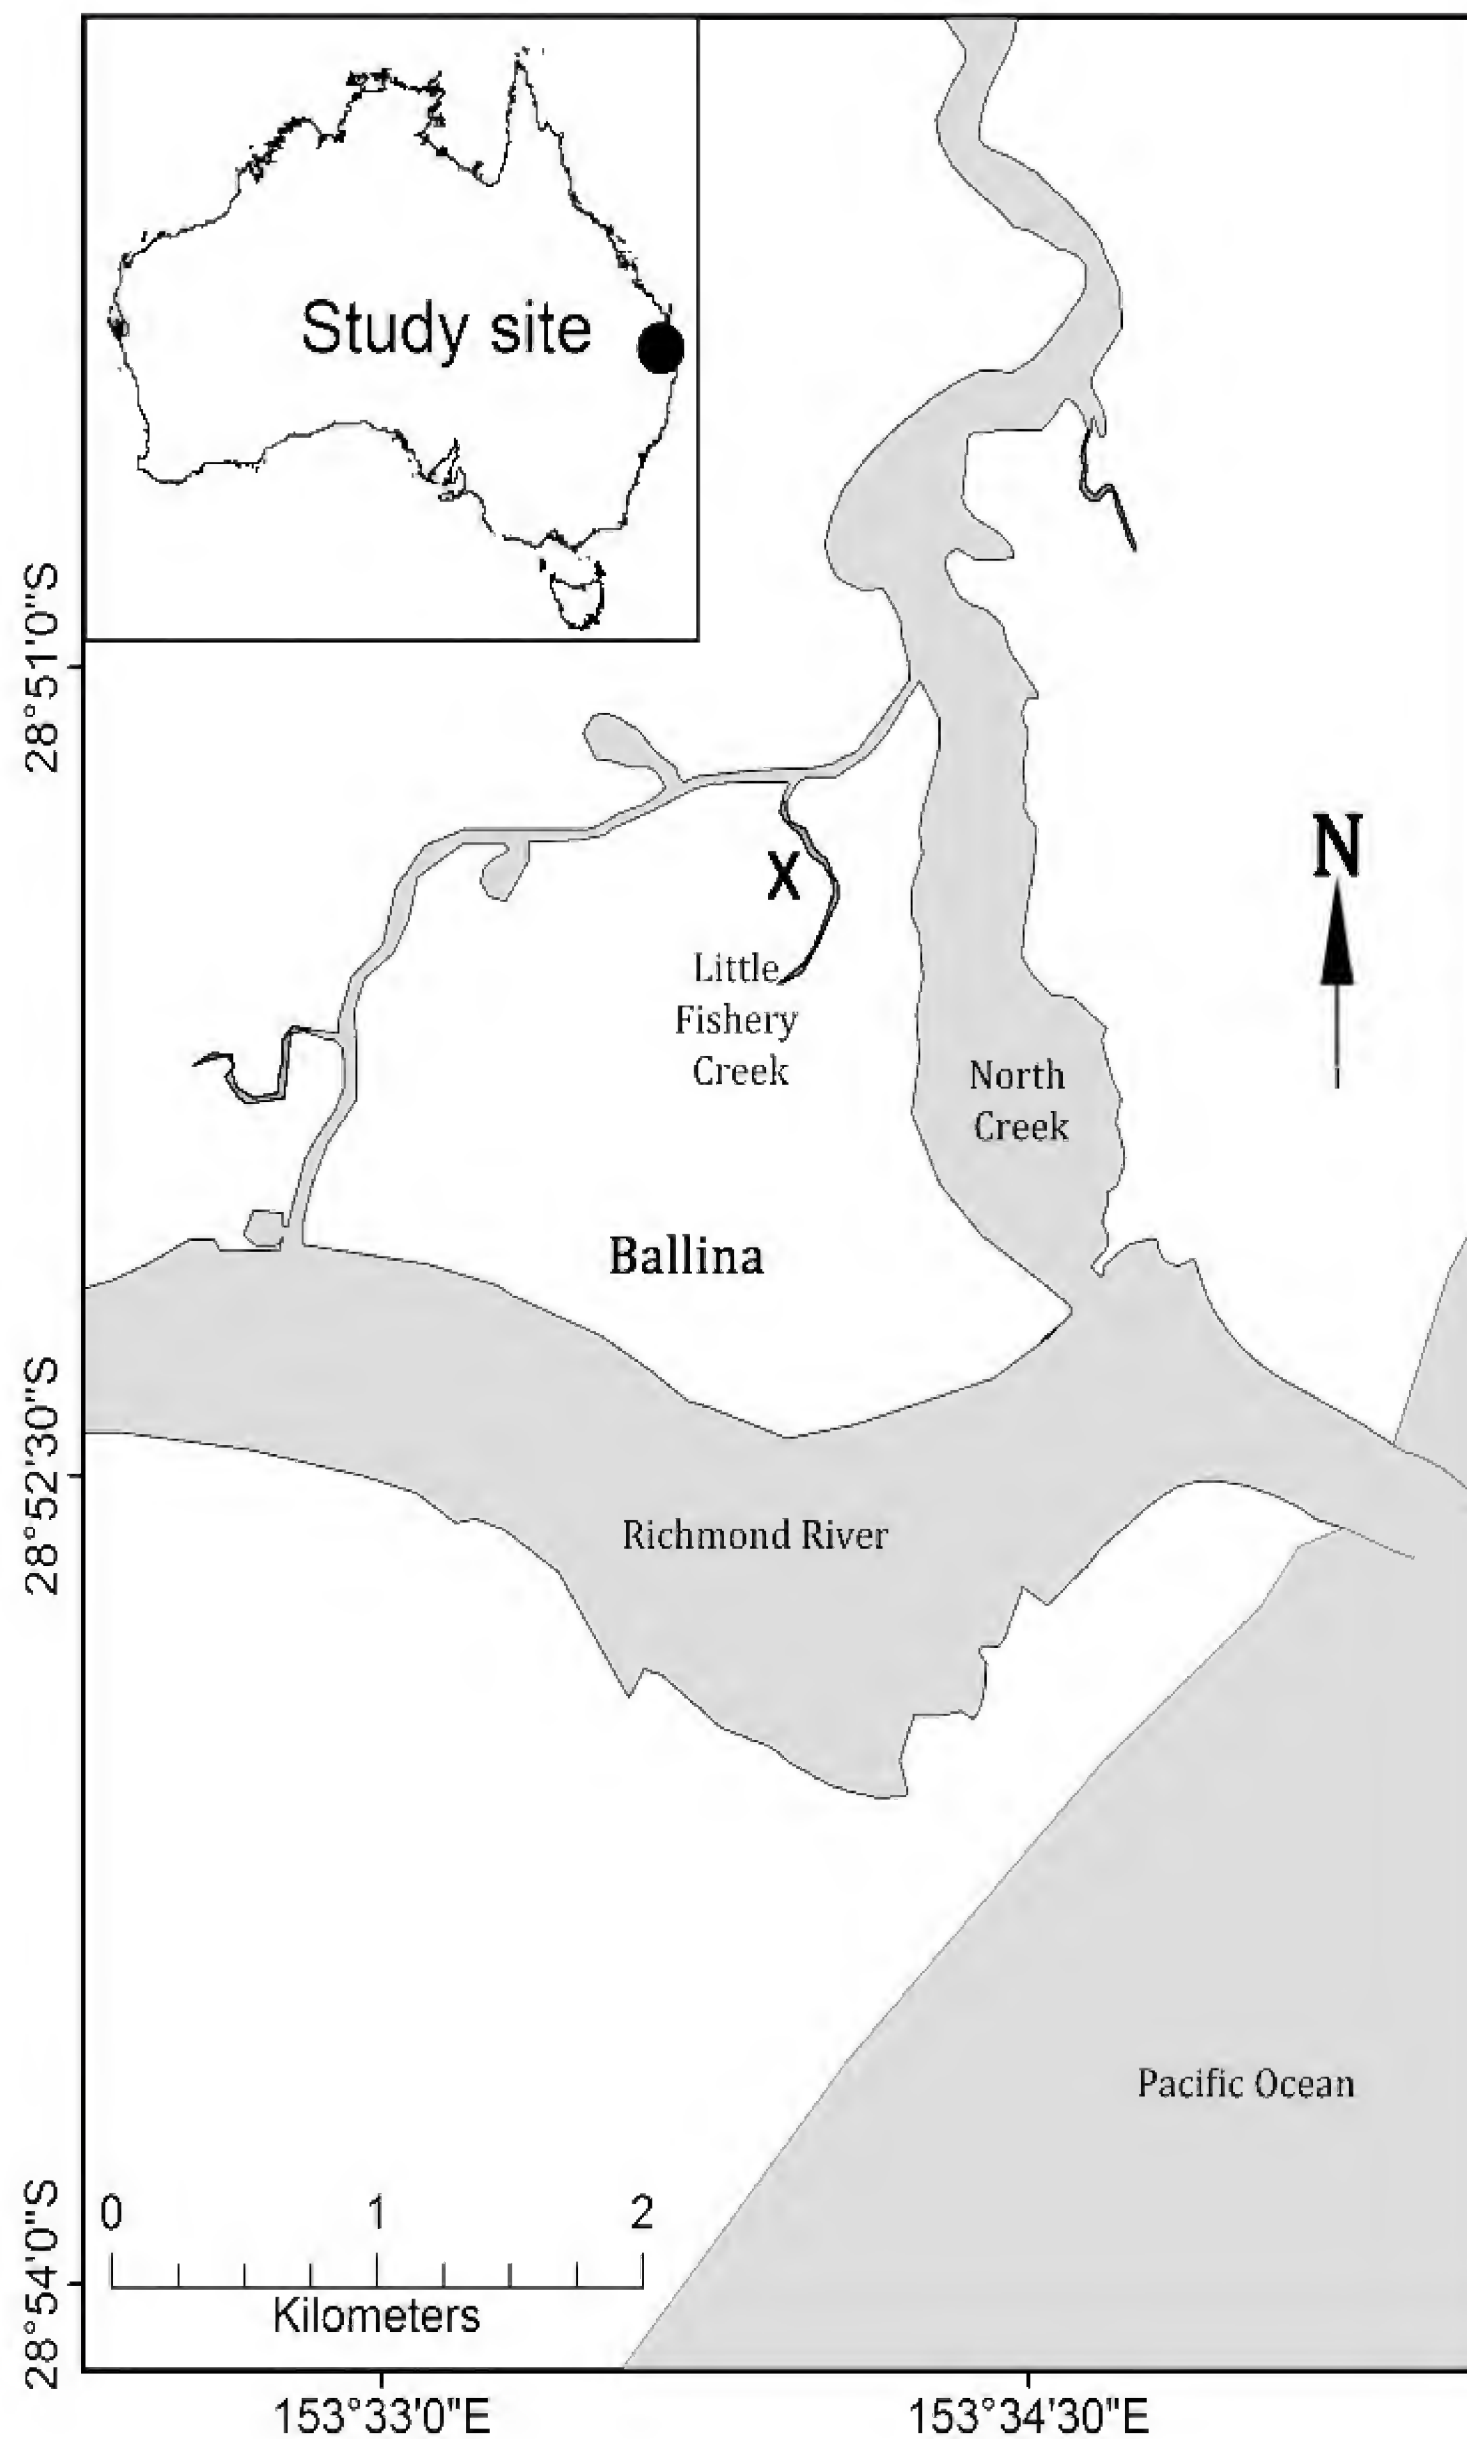 Study site
N
28°51'0"S
X
Little
Fishery
Creek
North
Creek
Ballina
28°52'30"S
Richmond River
Pacific Ocean
0 1 2
Kilometers
28°54'0"S
153°33'0"E 153°34'30"E